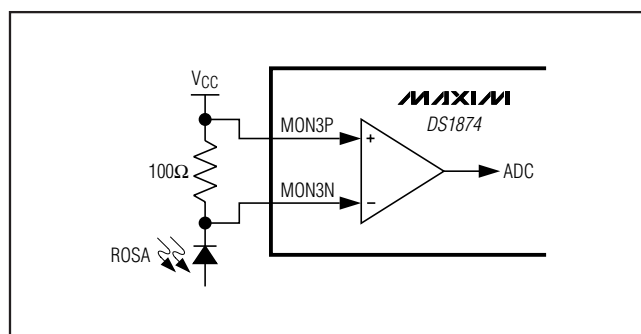 VCC
MAXIM
DS1874
MON3P
+
100Ω
ADC
MON3N
−
ROSA